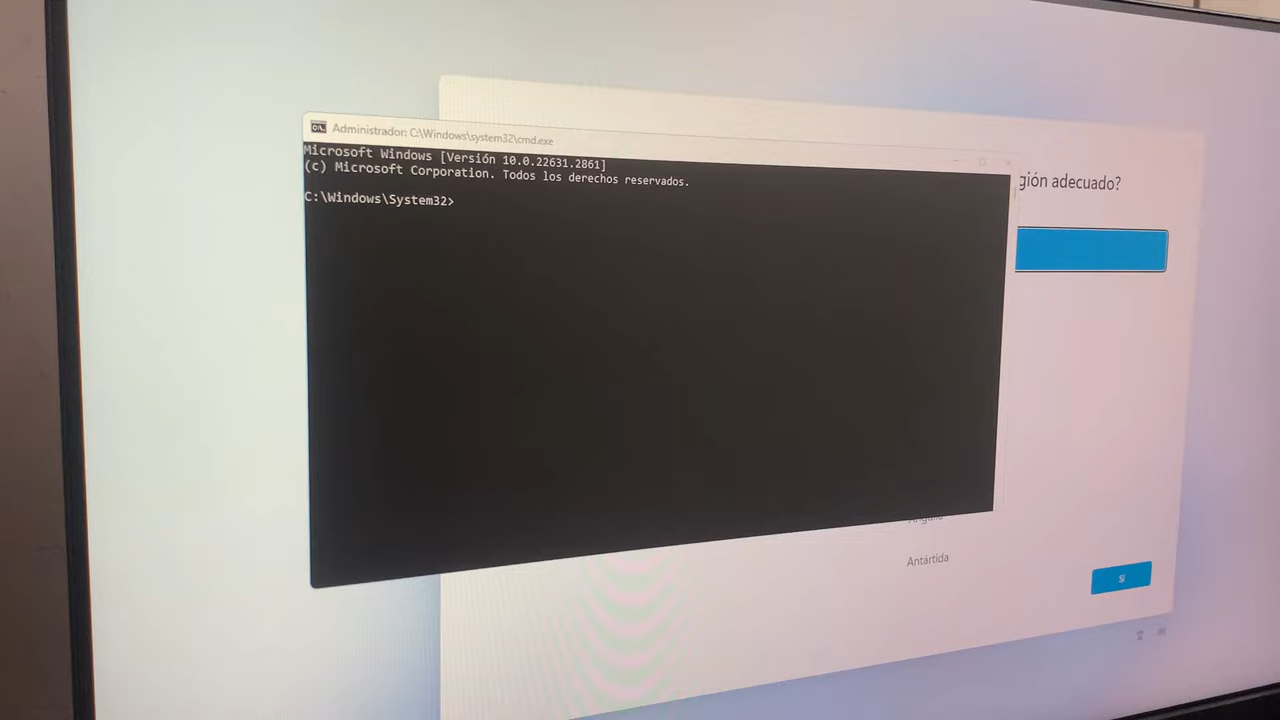 Administrador: C:\Windows\system32\cmd.exe
Microsoft Windows [Versión 10.0.22631.2861]
(c) Microsoft Corporation. Todos los derechos reservados.
C:\Windows\System32>
gión adecuado?
Antártida
Sí